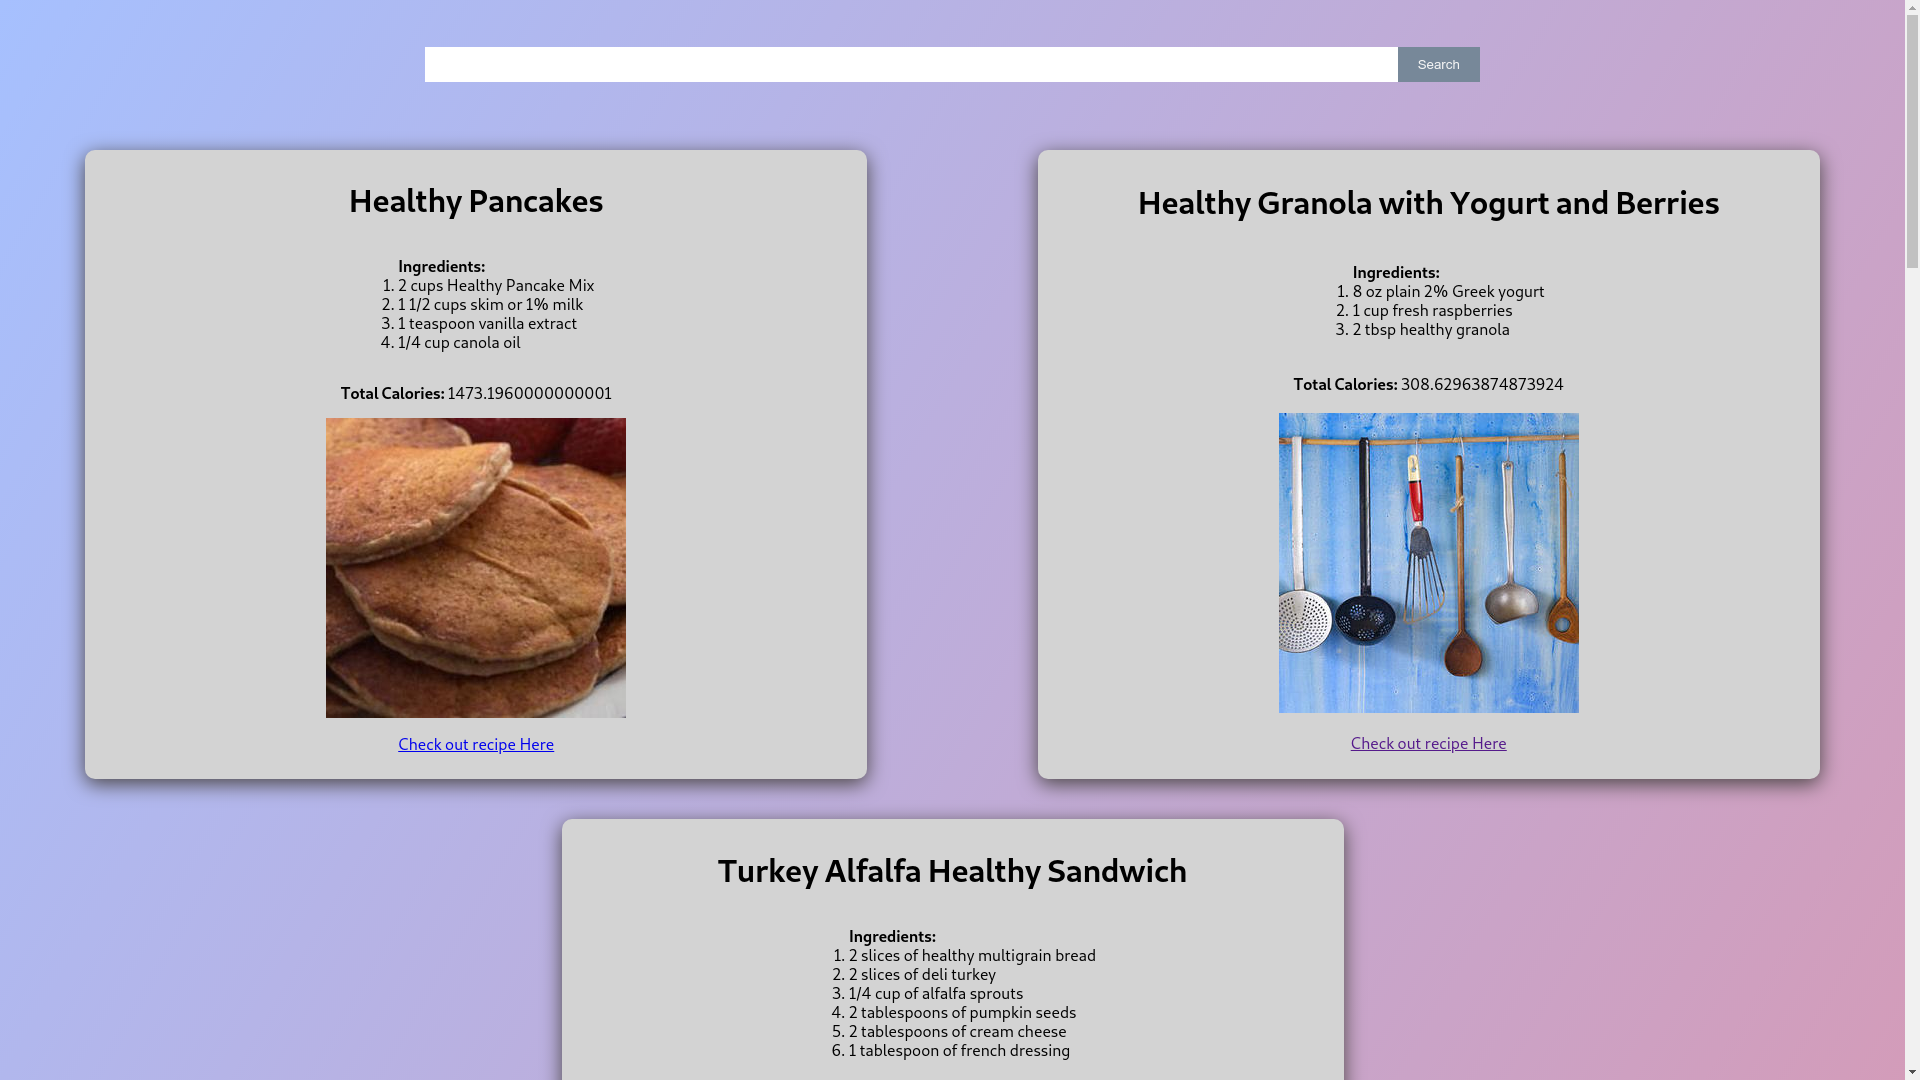 Search
Healthy Pancakes
Ingredients:
1. 2 cups Healthy Pancake Mix
2. 1 1/2 cups skim or 1% milk
3. 1 teaspoon vanilla extract
4. 1/4 cup canola oil
Total Calories: 1473.1960000000001
Check out recipe Here
Healthy Granola with Yogurt and Berries
Ingredients:
1. 8 oz plain 2% Greek yogurt
2. 1 cup fresh raspberries
3. 2 tbsp healthy granola
Total Calories: 308.62963874873924
Check out recipe Here
Turkey Alfalfa Healthy Sandwich
Ingredients:
1. 2 slices of healthy multigrain bread
2. 2 slices of deli turkey
3. 1/4 cup of alfalfa sprouts
4. 2 tablespoons of pumpkin seeds
5. 2 tablespoons of cream cheese
6. 1 tablespoon of french dressing